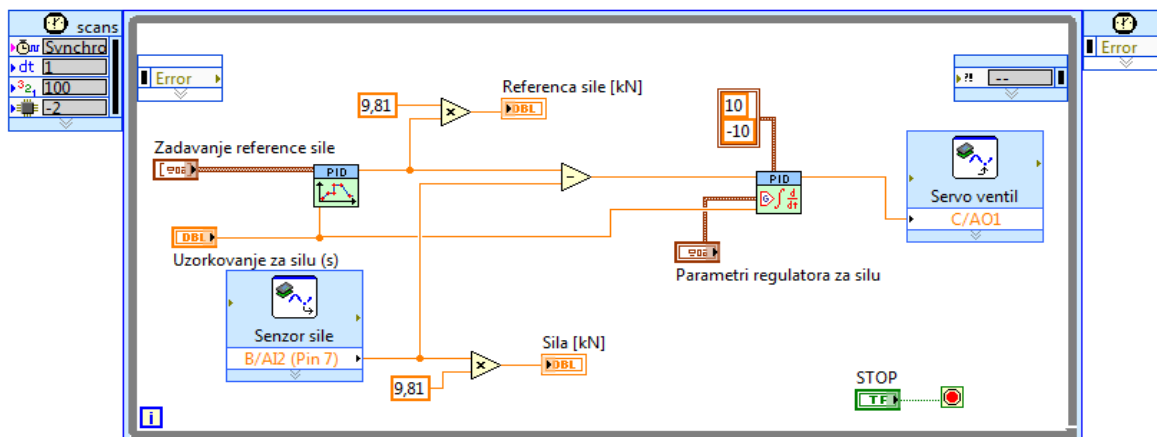 scans
Synchro
dt 1
100
-2
Error
Error
--
?!
Referenca sile [kN]
9,81
DBL
10
-10
Zadavanje reference sile
PID
PID
G
d
dt
Servo ventil
C/AO1
DBL
Uzorkovanje za silu (s)
Parametri regulatora za silu
Senzor sile
B/AI2 (Pin 7)
Sila [kN]
DBL
9,81
STOP
TF
i